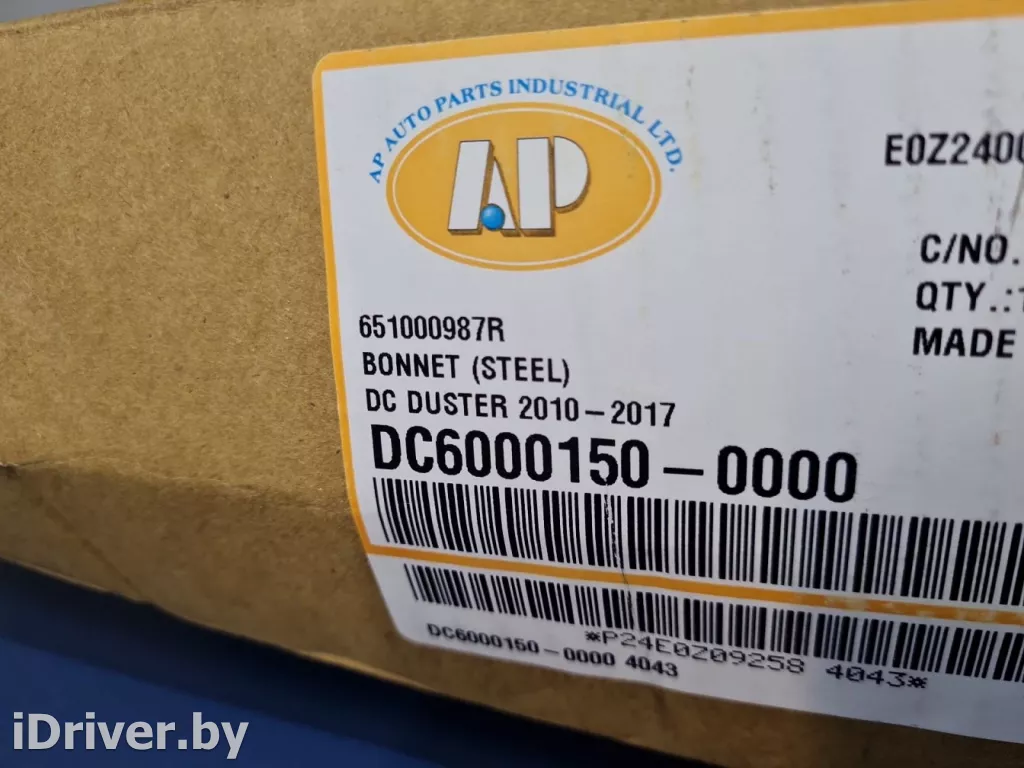 AP AUTO PARTS INDUSTRIAL LTD.
AP
E0Z2400
C/NO.
QTY.:1
MADE
651000987R
BONNET (STEEL)
DC DUSTER 2010-2017
DC6000150-0000
*P24E0Z09258 4043*
DC6000150-0000 4043
iDriver.by